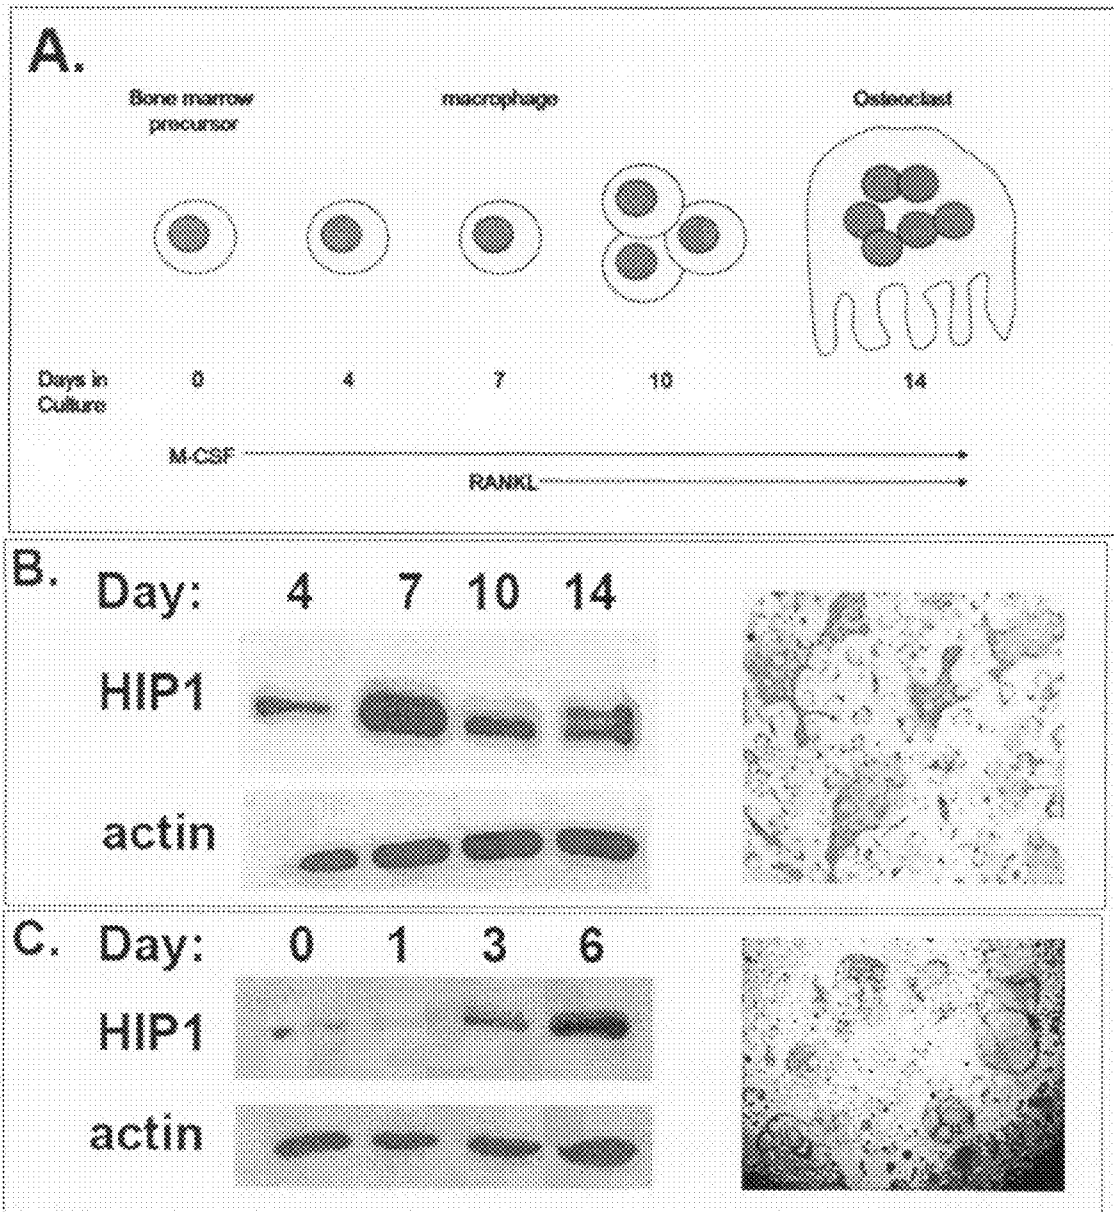 A.
Bone marrow
precursor
macrophage
Osteoclast
Days in
Culture
0 4 7 10 14
M-CSF
RANKL
B.
Day: 4 7 10 14
HIP1
actin
C.
Day: 0 1 3 6
HIP1
actin